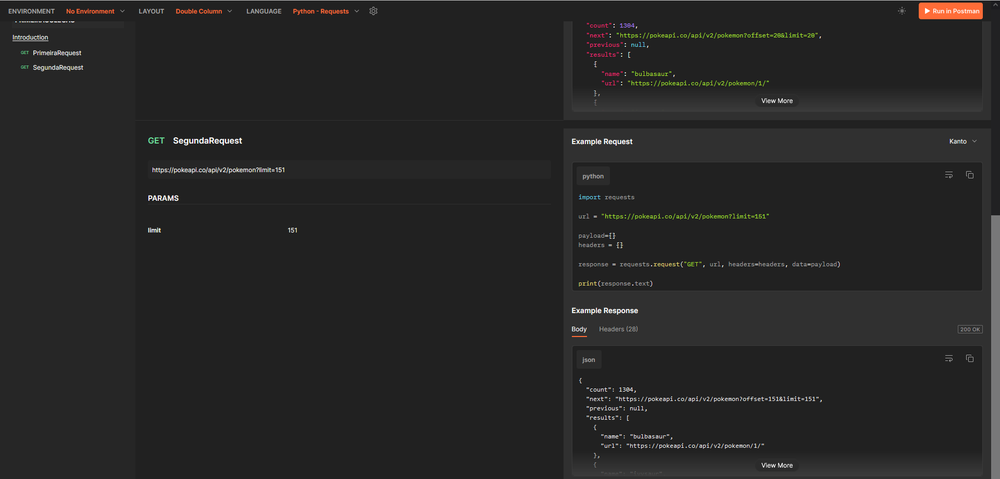 ENVIRONMENT No Environment LAYOUT Double Column LANGUAGE Python - Requests Run in Postman
Introduction
GET PrimeiraRequest
GET SegundaRequest
"count": 1304,
"next": "https://pokeapi.co/api/v2/pokemon?offset=20&limit=20",
"previous": null,
"results": [
{
"name": "bulbasaur",
"url": "https://pokeapi.co/api/v2/pokemon/1/"
},
{
View More
GET SegundaRequest
https://pokeapi.co/api/v2/pokemon?limit=151
PARAMS
limit 151
Example Request Kanto
python
import requests
url = "https://pokeapi.co/api/v2/pokemon?limit=151"
payload={}
headers = {}
response = requests.request("GET", url, headers=headers, data=payload)
print(response.text)
Example Response
Body Headers (28) 200 OK
json
{
"count": 1304,
"next": "https://pokeapi.co/api/v2/pokemon?offset=151&limit=151",
"previous": null,
"results": [
{
"name": "bulbasaur",
"url": "https://pokeapi.co/api/v2/pokemon/1/"
},
{
View More